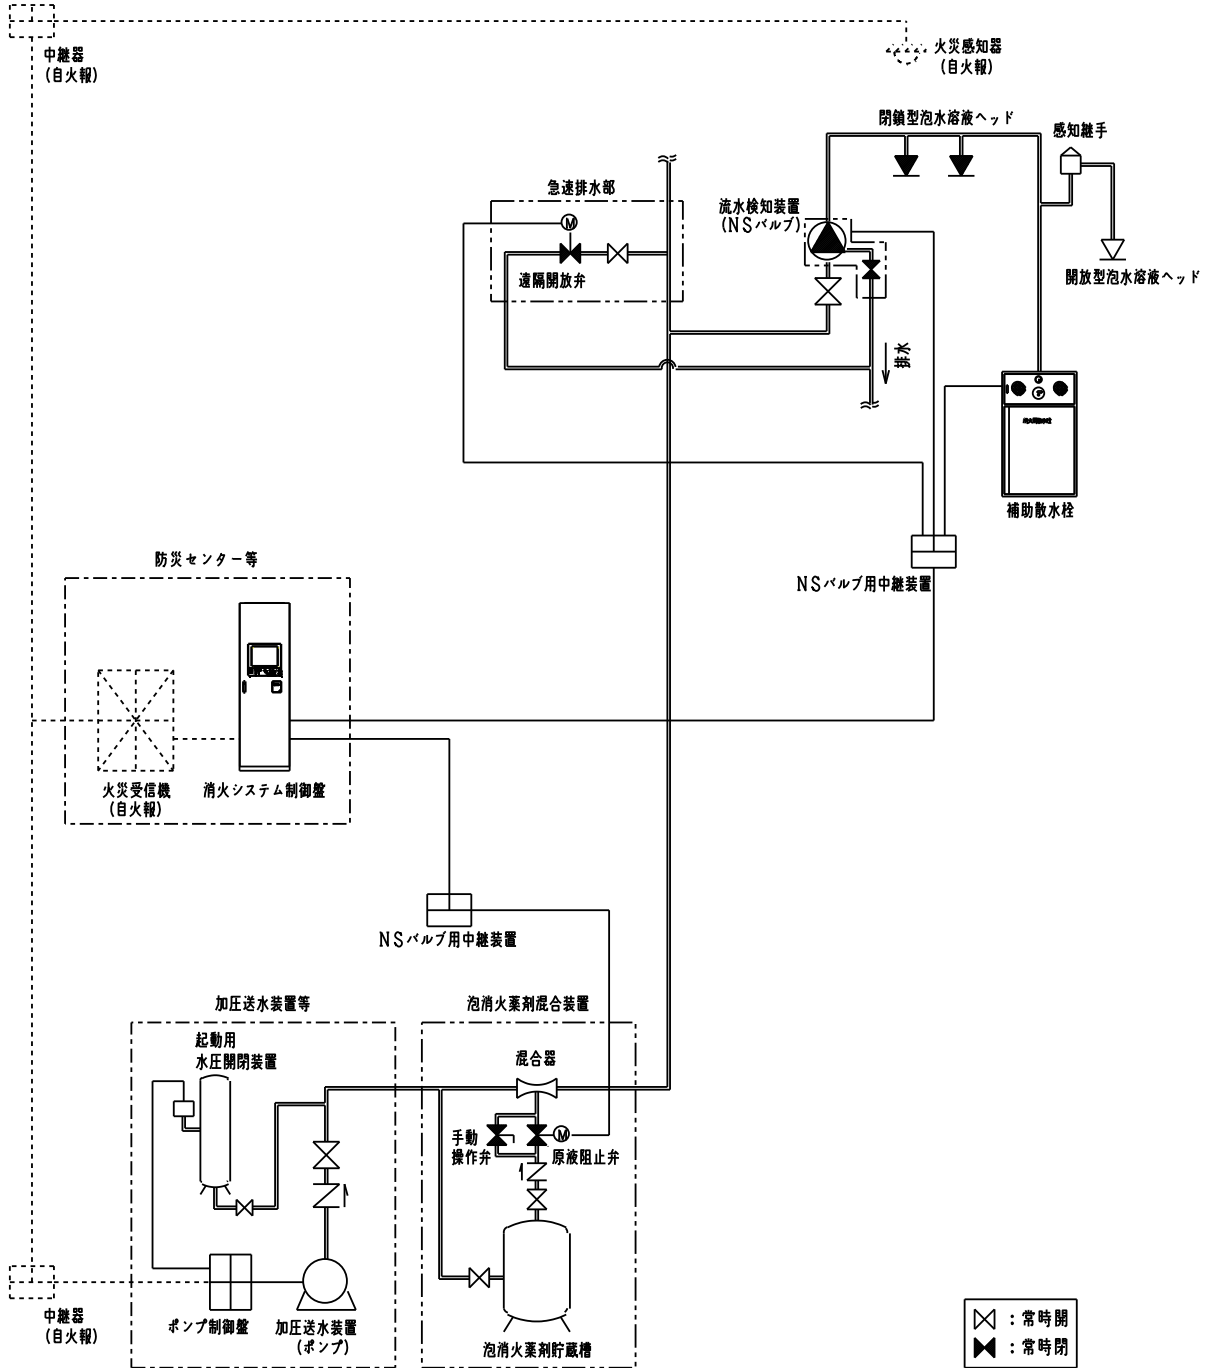 中継器
(自火報)
火災感知器
(自火報)
閉鎖型泡水溶液ヘッド
感知継手
急速排水部
流水検知装置
(NSバルブ)
M
遠隔開放弁
開放型泡水溶液ヘッド
排水
補助散水栓
防災センター等
NSバルブ用中継装置
火災受信機
(自火報)
消火システム制御盤
NSバルブ用中継装置
加圧送水装置等
泡消火薬剤混合装置
起動用
水圧開閉装置
混合器
手動
操作弁
M
原液阻止弁
中継器
(自火報)
ポンプ制御盤
加圧送水装置
(ポンプ)
泡消火薬剤貯蔵槽
：常時開
：常時閉